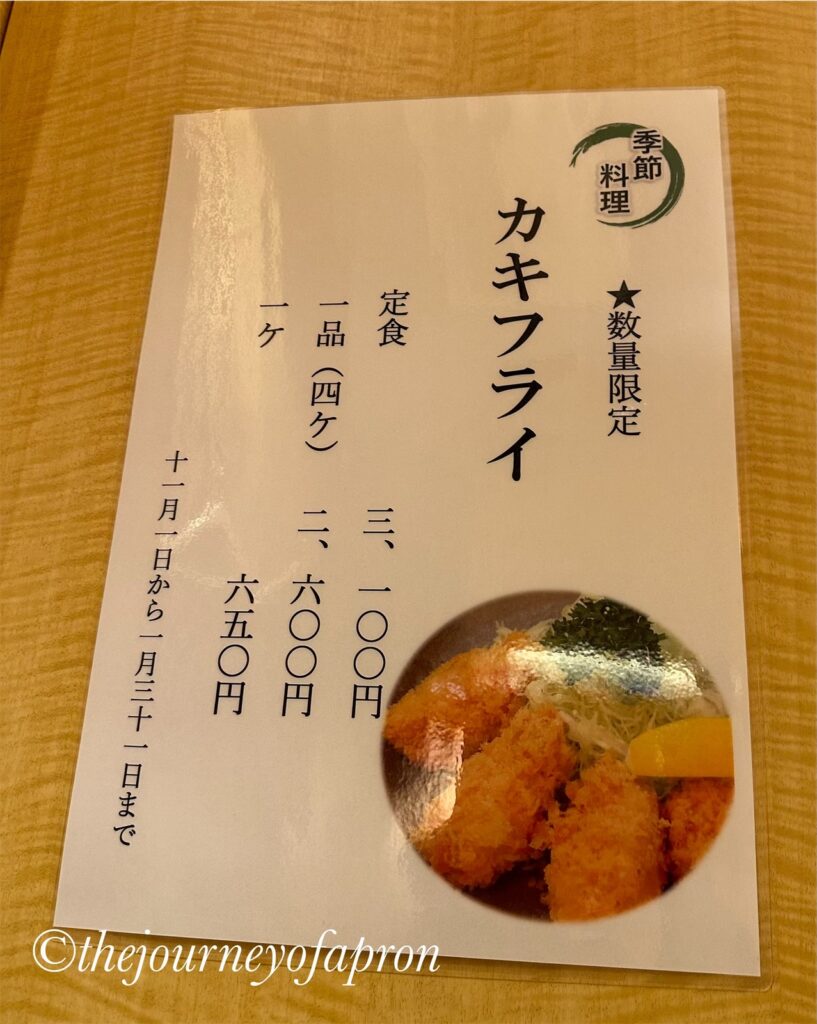 季節
料理
★数量限定
カキフライ
定食 三、一〇〇円
一品（四ケ） 二、六〇〇円
一ケ 六五〇円
十一月一日から一月三十一日まで
©thejourneyofapron